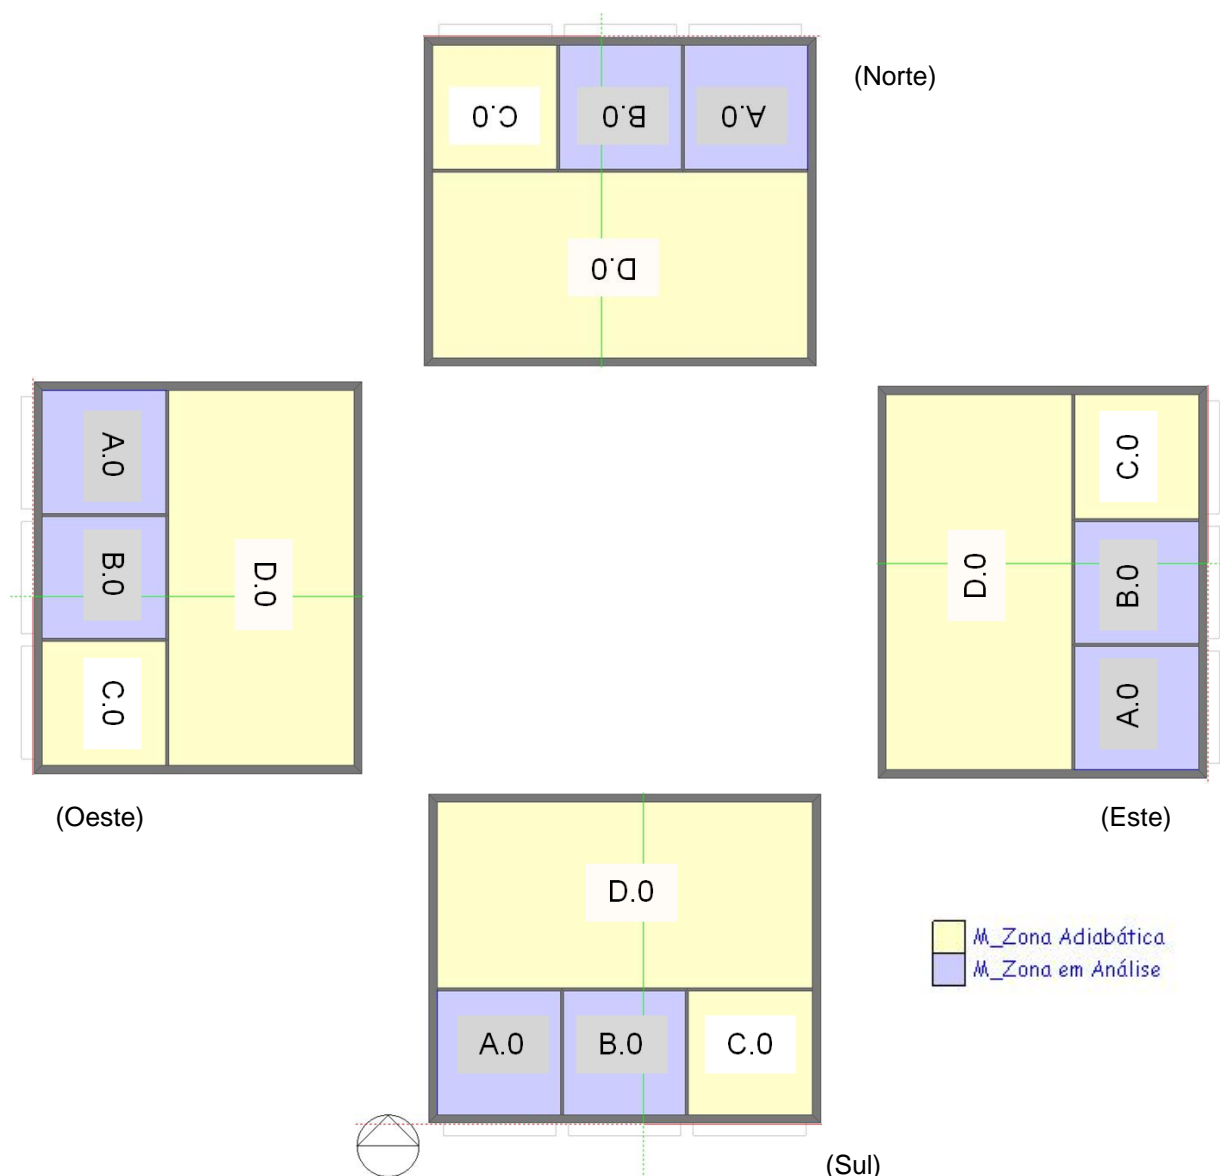 (Norte)
C.0
B.0
A.0
D.0
A.0
B.0
C.0
D.0
(Oeste)
D.0
C.0
B.0
A.0
(Este)
D.0
A.0
B.0
C.0
(Sul)
M_Zona Adiabática
M_Zona em Análise